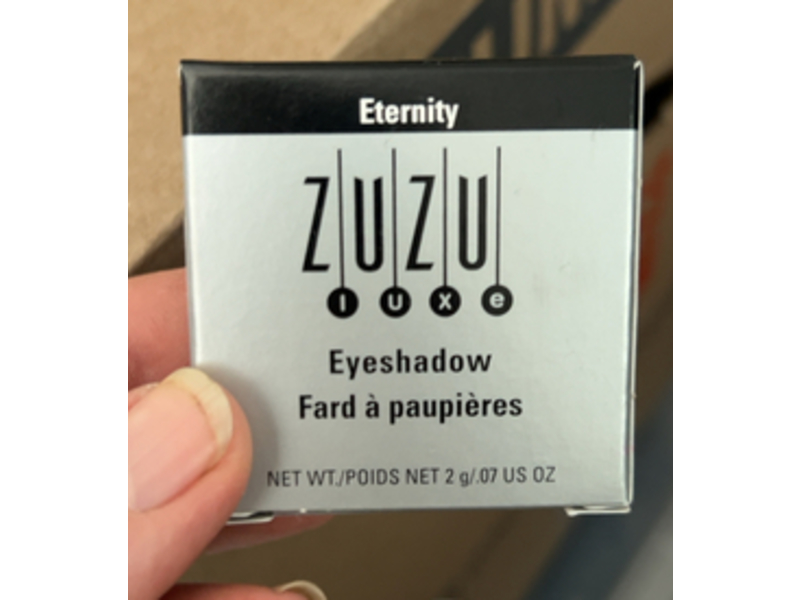 Eternity
ZUZU
luxe
Eyeshadow
Fard à paupières
NET WT./POIDS NET 2 g/.07 US OZ